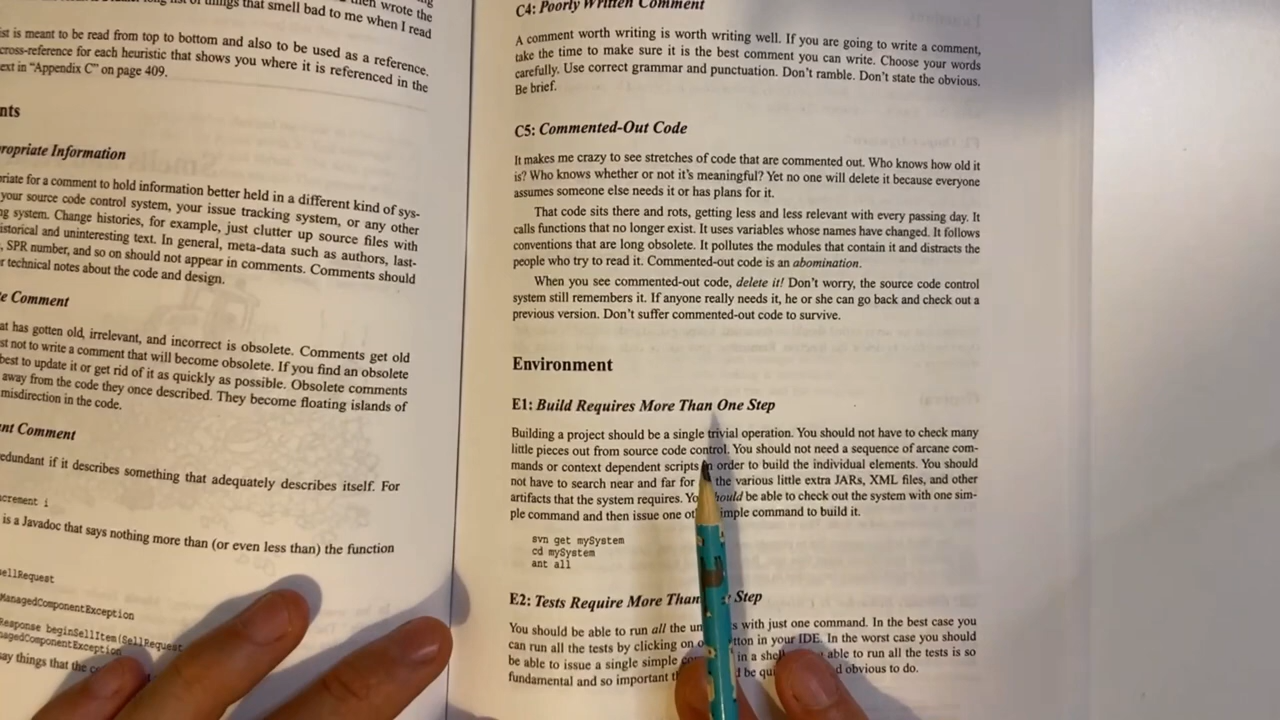 then wrote the
list of things that smell bad to me when I read
ist is meant to be read from top to bottom and also to be used as a reference.
cross-reference for each heuristic that shows you where it is referenced in the
ext in “Appendix C” on page 409.
nts
ropriate Information
riate for a comment to hold information better held in a different kind of sys-
your source code control system, your issue tracking system, or any other
ng system. Change histories, for example, just clutter up source files with
istorical and uninteresting text. In general, meta-data such as authors, last-
, SPR number, and so on should not appear in comments. Comments should
r technical notes about the code and design.
te Comment
at has gotten old, irrelevant, and incorrect is obsolete. Comments get old
st not to write a comment that will become obsolete. If you find an obsolete
best to update it or get rid of it as quickly as possible. Obsolete comments
away from the code they once described. They become floating islands of
misdirection in the code.
nt Comment
edundant if it describes something that adequately describes itself. For
crement i
is a Javadoc that says nothing more (or even less than) the function
sellRequest
ManagedComponentException
Response beginSellItem(SellRequest
nagedComponentException
ay things that the
C4: Poorly Written Comment
A comment worth writing is worth writing well. If you are going to write a comment,
take the time to make sure it is the best comment you can write. Choose your words
carefully. Use correct grammar and punctuation. Don’t ramble. Don’t state the obvious.
Be brief.
C5: Commented-Out Code
It makes me crazy to see stretches of code that are commented out. Who knows how old it
is? Who knows whether or not it’s meaningful? Yet no one will delete it because everyone
assumes someone else needs it or has plans for it.
That code sits there and rots, getting less and less relevant with every passing day. It
calls functions that no longer exist. It uses variables whose names have changed. It follows
conventions that are long obsolete. It pollutes the modules that contain it and distracts the
people who try to read it. Commented-out code is an abomination.
When you see commented-out code, delete it! Don’t worry, the source code control
system still remembers it. If anyone really needs it, he or she can go back and check out a
previous version. Don’t suffer commented-out code to survive.
Environment
E1: Build Requires More Than One Step
Building a project should be a single trivial operation. You should not have to check many
little pieces out from source code control. You should not need a sequence of arcane com-
mands or context dependent scripts in order to build the individual elements. You should
not have to search near and far for the various little extra JARs, XML files, and other
artifacts that the system requires. You should be able to check out the system with one sim-
ple command and then issue one other simple command to build it.
svn get mySystem
cd mySystem
ant all
E2: Tests Require More Than Step
You should be able to run all the un s with just one command. In the best case you
can run all the tests by clicking on o tton in your IDE. In the worst case you should
be able to issue a single simple in a shell able to run all the tests is so
fundamental and so important t d be qui d obvious to do.